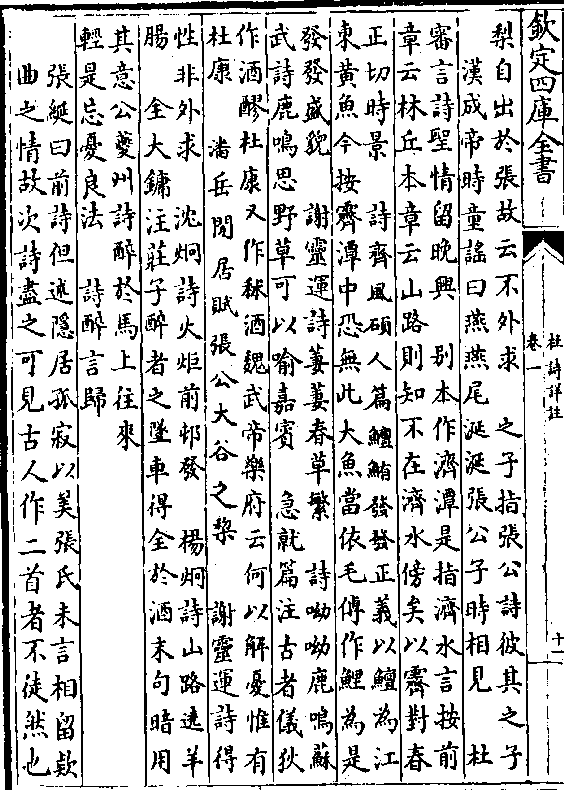 欽定四庫全書
杜詩詳註
卷一
十一
梨自出於張故云不外求　之子指張公詩彼其之子
漢成帝時童謡曰燕燕尾涎涎張公子時相見　杜
審言詩聖情留晚興　别本作濟潭是指濟水言按前
章云林丘本章云山路則知不在濟水傍矣以霽對春
正切時景　詩齊風碩人篇鱣鮪發發正義以鱣為江
東黄魚今按霽潭中恐無此大魚當依毛傳作鯉為是
發發盛貌　謝靈運詩萋萋春草繁　詩呦呦鹿鳴蘇
武詩鹿鳴思野草可以喻嘉賓　急就篇注古者儀狄
作酒醪杜康又作秫酒魏武帝樂府云何以解憂惟有
杜康　潘岳閒居賦張公大谷之棃　謝靈運詩得
性非外求　沈炯詩火炬前邨發　楊炯詩山路遶羊
腸　全大鏞注莊子醉者之墜車得全於酒末句暗用
其意公夔州詩醉於馬上往來
輕是忘憂良法　詩醉言歸
張綖曰前詩但述隱居孤寂以美張氏未言相留欵
曲之情故次詩盡之可見古人作二首者不徒然也